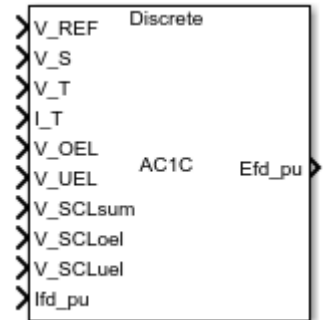 Discrete
V_REF
V_S
V_T
I_T
V_OEL
V_UEL
V_SCLsum
V_SCLoel
V_SCLuel
Ifd_pu
AC1C
Efd_pu